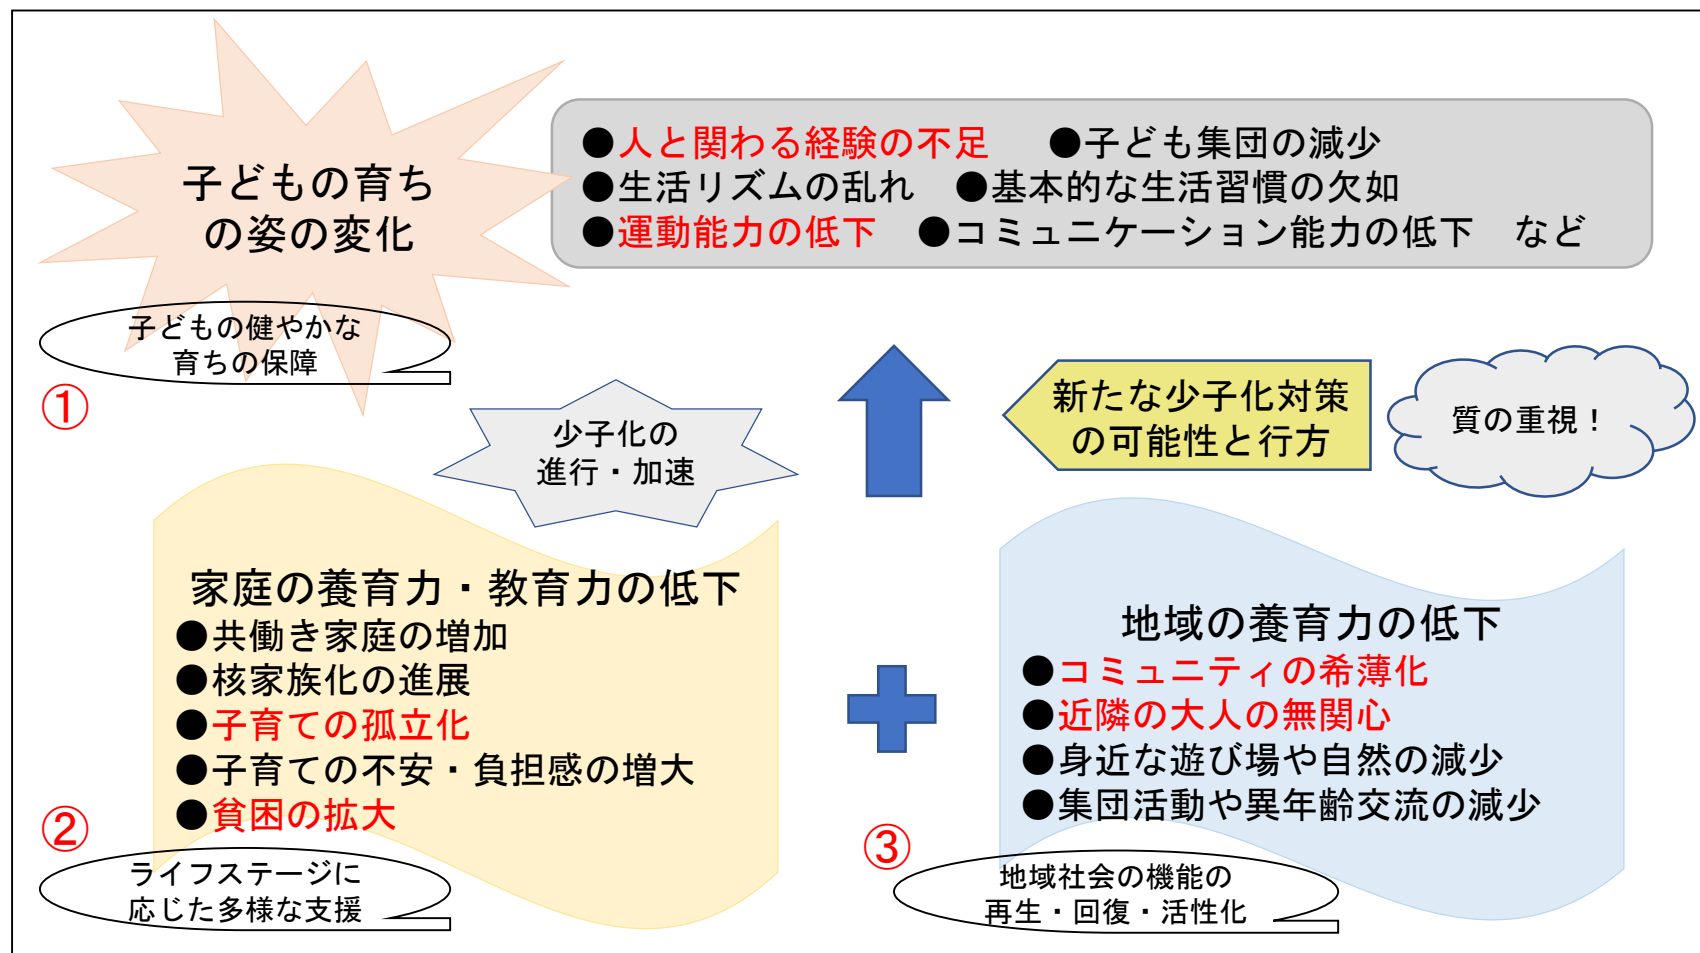 子どもの育ち
の姿の変化
●人と関わる経験の不足　●子ども集団の減少
●生活リズムの乱れ　●基本的な生活習慣の欠如
●運動能力の低下　●コミュニケーション能力の低下　など
子どもの健やかな
育ちの保障
①
少子化の
進行・加速
新たな少子化対策
の可能性と行方
質の重視！
家庭の養育力・教育力の低下
●共働き家庭の増加
●核家族化の進展
●子育ての孤立化
●子育ての不安・負担感の増大
●貧困の拡大
②
ライフステージに
応じた多様な支援
地域の養育力の低下
●コミュニティの希薄化
●近隣の大人の無関心
●身近な遊び場や自然の減少
●集団活動や異年齢交流の減少
③
地域社会の機能の
再生・回復・活性化